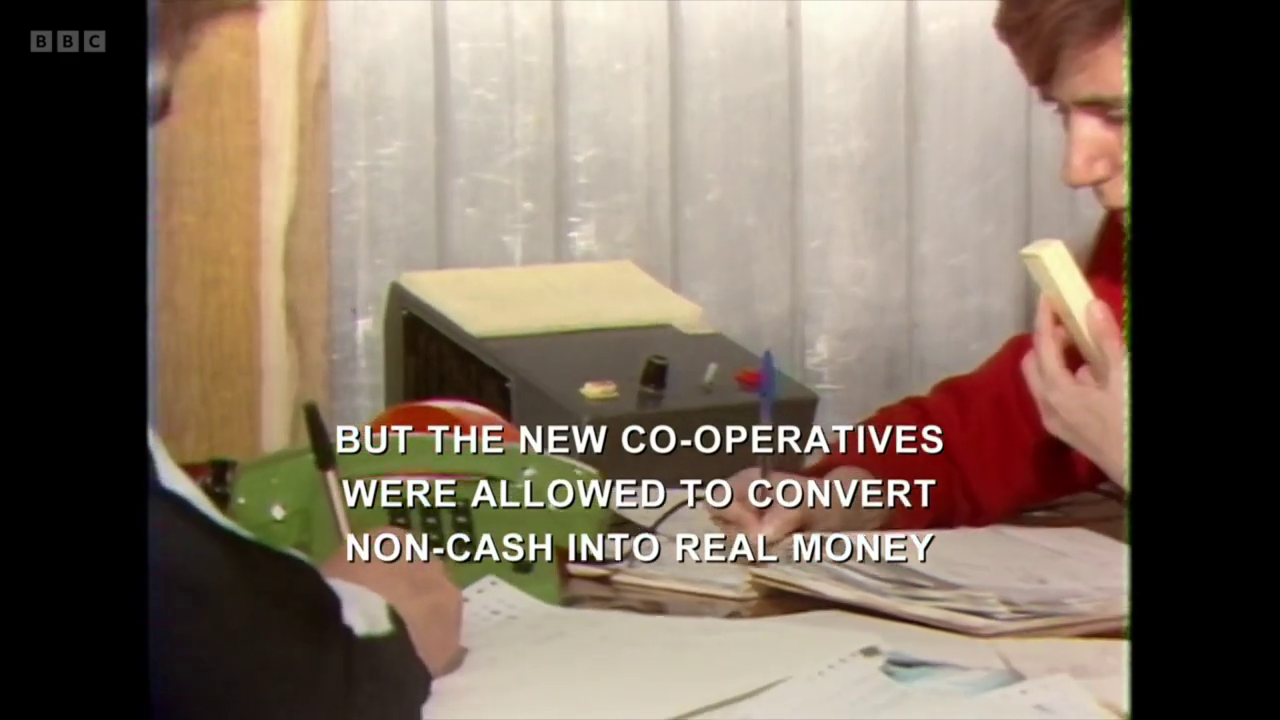 BBC
BUT THE NEW CO-OPERATIVES
WERE ALLOWED TO CONVERT
NON-CASH INTO REAL MONEY